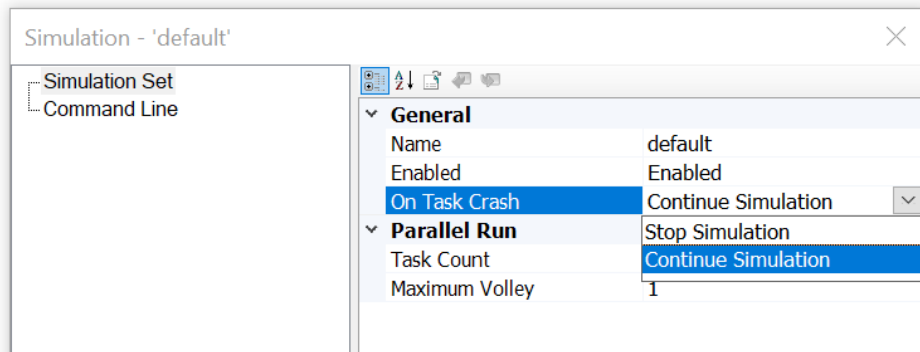 Simulation - 'default'
Simulation Set
Command Line
General
Name default
Enabled Enabled
On Task Crash Continue Simulation
Stop Simulation
Continue Simulation
Parallel Run
Task Count
Maximum Volley 1